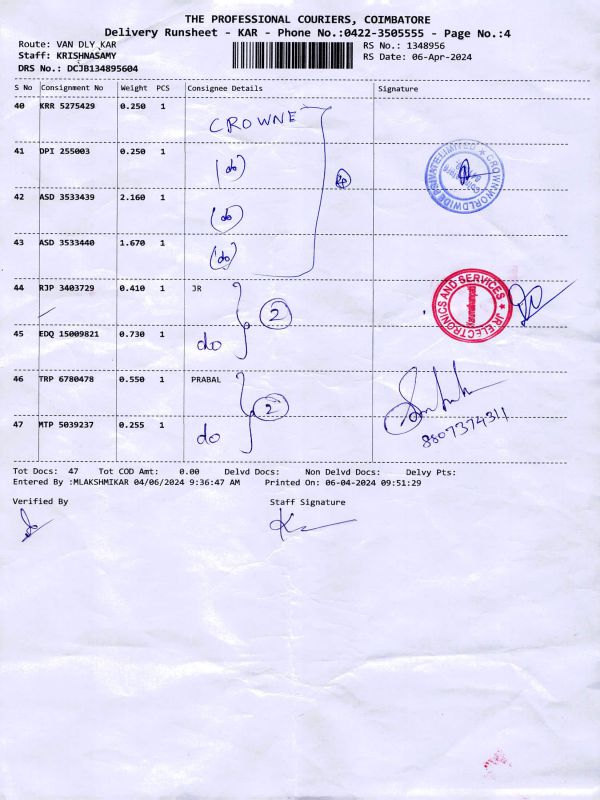 THE PROFESSIONAL COURIERS, COIMBATORE
Delivery Runsheet - KAR - Phone No.:0422-3505555 - Page No.:4
Route: VAN DLY KAR RS No.: 1348956
Staff: KRISHNASAMY RS Date: 06-Apr-2024
DRS No.: DCJB134895604
S No Consignment No Weight PCS Consignee Details Signature
40 KRR 5275429 0.250 1 CROWNE
41 DPI 255003 0.250 1 (do)
42 ASD 3533439 2.160 1 (do)
43 ASD 3533440 1.670 1 (do)
CROWNWORLDWIDE PRIVATE LIMITED
44 RJP 3403729 0.410 1 JR 2
JR ELECTRONICS AND SERVICES
45 EDQ 15009821 0.730 1 do
46 TRP 6780478 0.550 1 PRABAL 2
8807374311
47 MTP 5039237 0.255 1 do
Tot Docs: 47 Tot COD Amt: 0.00 Delvd Docs: Non Delvd Docs: Delvy Pts:
Entered By :MLAKSHMIKAR 04/06/2024 9:36:47 AM Printed On: 06-04-2024 09:51:29
Verified By Staff Signature